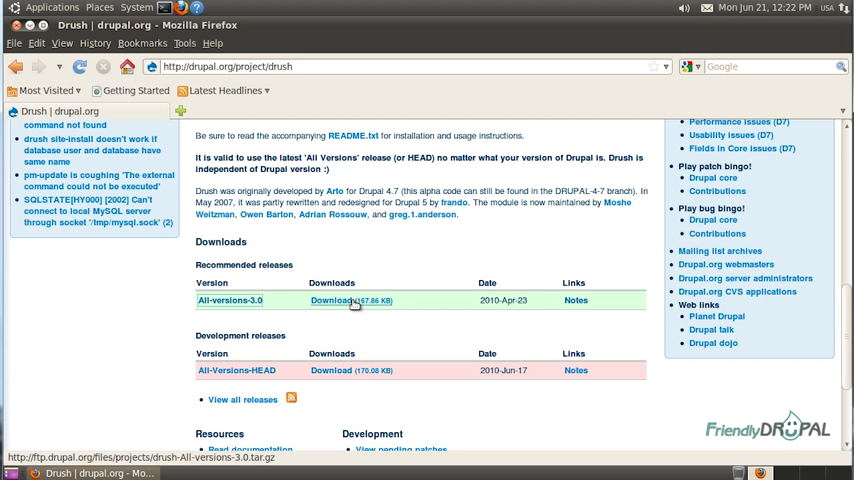 Applications Places System
Mon Jun 21, 12:22 PM
USA
Drush | drupal.org - Mozilla Firefox
File Edit View History Bookmarks Tools Help
http://drupal.org/project/drush
Google
Most Visited
Getting Started
Latest Headlines
Drush | drupal.org
command not found
drush site-install doesn't work if
database user and database have
same name
pm-update is coughing 'The external
command could not be executed'
SQLSTATE[HY000] [2002] Can't
connect to local MySQL server
through socket '/tmp/mysql.sock' (2)
Be sure to read the accompanying README.txt for installation and usage instructions.
It is valid to use the latest 'All Versions' release (or HEAD) no matter what your version of Drupal is. Drush is
independent of Drupal version :)
Drush was originally developed by Arto for Drupal 4.7 (this alpha code can still be found in the DRUPAL-4-7 branch). In
May 2007, it was partly rewritten and redesigned for Drupal 5 by frando. The module is now maintained by Moshe
Weitzman, Owen Barton, Adrian Rossouw, and greg.1.anderson.
Downloads
Recommended releases
Version Downloads Date Links
All-versions-3.0 Download (167.86 KB) 2010-Apr-23 Notes
Development releases
Version Downloads Date Links
All-Versions-HEAD Download (170.08 KB) 2010-Jun-17 Notes
View all releases
Resources Development
Read documentation View pending patches
Performance issues (D7)
Usability issues (D7)
Fields in Core issues (D7)
Play patch bingo!
Drupal core
Contributions
Play bug bingo!
Drupal core
Contributions
Mailing list archives
Drupal.org webmasters
Drupal.org server administrators
Drupal.org CVS applications
Web links
Planet Drupal
Drupal talk
Drupal dojo
FriendlyDRUPAL
http://ftp.drupal.org/files/projects/drush-All-versions-3.0.tar.gz
Drush | drupal.org - Mo...